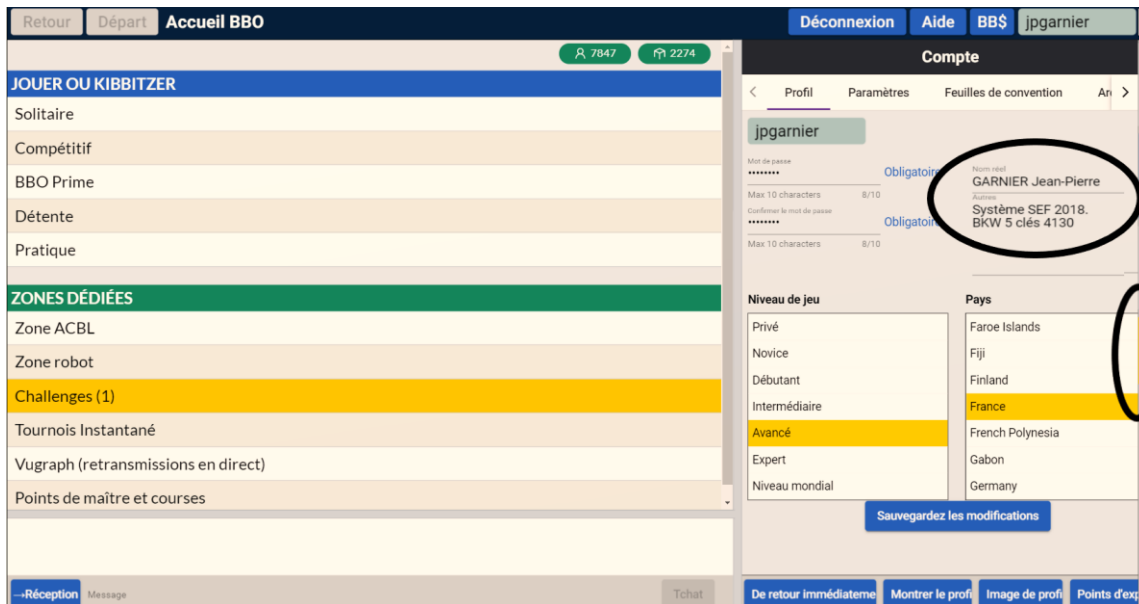 Retour Départ Accueil BBO Déconnexion Aide BB$ jpgarnier
7847 2274
JOUER OU KIBBITZER
Solitaire
Compétitif
BBO Prime
Détente
Pratique
ZONES DÉDIÉES
Zone ACBL
Zone robot
Challenges (1)
Tournois Instantané
Vugraph (retransmissions en direct)
Points de maître et courses
→Réception Message Tchat
Compte
Profil Paramètres Feuilles de convention
jpgarnier
Mot de passe
•••••••• Obligatoire
Max 10 characters 8/10
Confirmer le mot de passe
•••••••• Obligatoire
Max 10 characters 8/10
Nom réel
GARNIER Jean-Pierre
Autres
Système SEF 2018.
BKW 5 clés 4130
Niveau de jeu
Privé
Novice
Débutant
Intermédiaire
Avancé
Expert
Niveau mondial
Pays
Faroe Islands
Fiji
Finland
France
French Polynesia
Gabon
Germany
Sauvegardez les modifications
De retour immédiateme Montrer le profi Image de profi Points d'exp